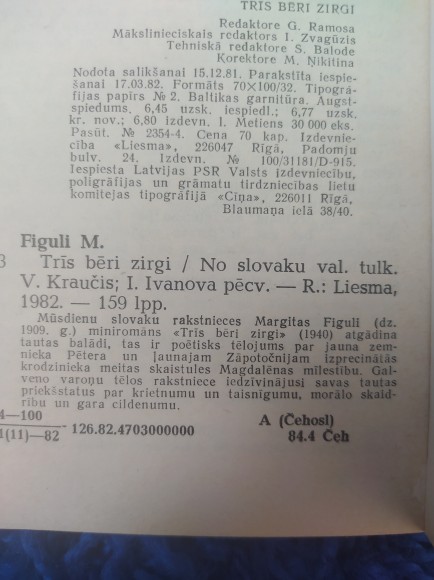 TRĪS BĒRI ZIRGI
Redaktore G. Ramosa
Mākslinieciskais redaktors I. Zvagūzis
Tehniskā redaktore S. Balode
Korektore M. Ņikitina
Nodota salikšanai 15.12.81. Parakstīta iespie-
šanai 17.03.82. Formāts 70×100/32. Tipogrā-
fijas papīrs № 2. Baltikas garnitūra. Augst-
spiedums. 6,45 uzsk. iespiedl.; 6,77 uzsk.
kr. nov.; 6,80 izdevn. l. Metiens 30 000 eks.
Pasūt. № 2354-4. Cena 70 kap. Izdevnie-
cība «Liesma», 226047 Rīgā, Padomju
bulv. 24. Izdevn. № 100/31181/D-915.
Iespiesta Latvijas PSR Valsts izdevniecību,
poligrāfijas un grāmatu tirdzniecības lietu
komitejas tipogrāfijā «Cīņa», 226011 Rīgā,
Blaumaņa ielā 38/40.
Figuli M.
Trīs bēri zirgi / No slovaku val. tulk.
V. Kraučis; I. Ivanova pēcv. — R.: Liesma,
1982. — 159 lpp.
Mūsdienu slovaku rakstnieces Margitas Figuli (dz.
1909. g.) miniromāns «Trīs bēri zirgi» (1940) atgādina
tautas balādi, tas ir poētisks tēlojums par jauna zem-
nieka Pētera un ļaunajam Zāpotočnijam izprecinātās
krodzinieka meitas skaistules Magdalēnas mīlestību. Gal-
veno varoņu tēlos rakstniece iedzīvinājusi savas tautas
priekšstatus par krietnumu un taisnīgumu, morālo skaid-
rību un gara cildenumu.
4—100
1(11)—82 126.82.4703000000
A (Čehosl)
84.4 Čeh